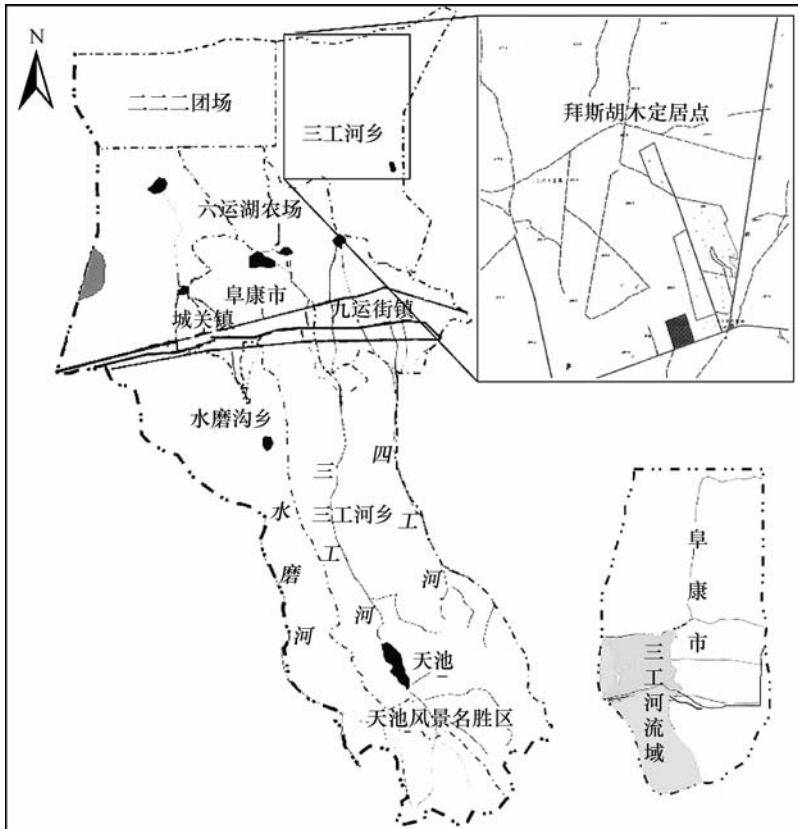 N
二二二团场
三工河乡
拜斯胡木定居点
六运湖农场
阜康市
城关镇
九运街镇
水磨沟乡
三工河
四工河
三工河乡
水磨河
天池
天池风景名胜区
阜康市
三工河流域